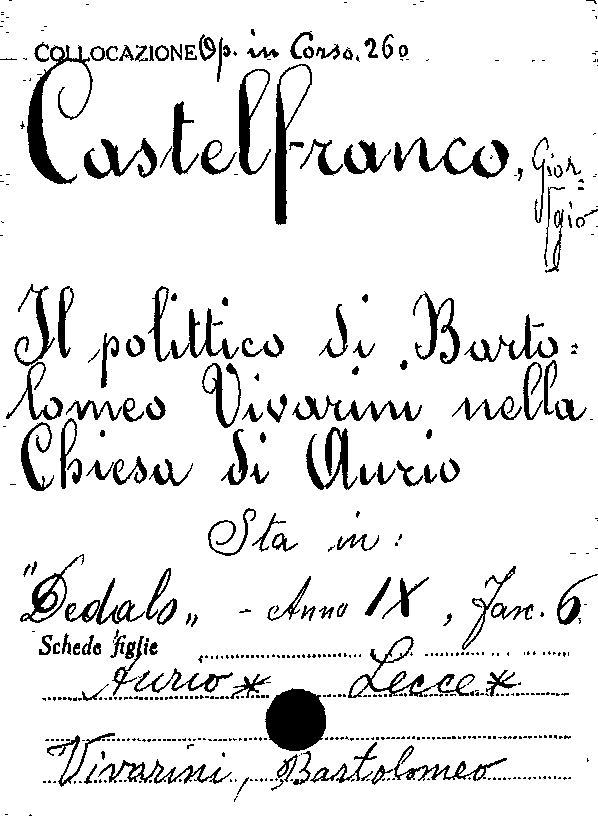 COLLOCAZIONE Op. in Corso. 260
Castelfranco, Gior=
gio
Il polittico di Barto=
lomeo Vivarini nella
Chiesa di Aurio
Sta in:
"Dedalo„ - Anno IX, Fasc. 6
Schede figlie
Aurio* Lecce*
Vivarini, Bartolomeo